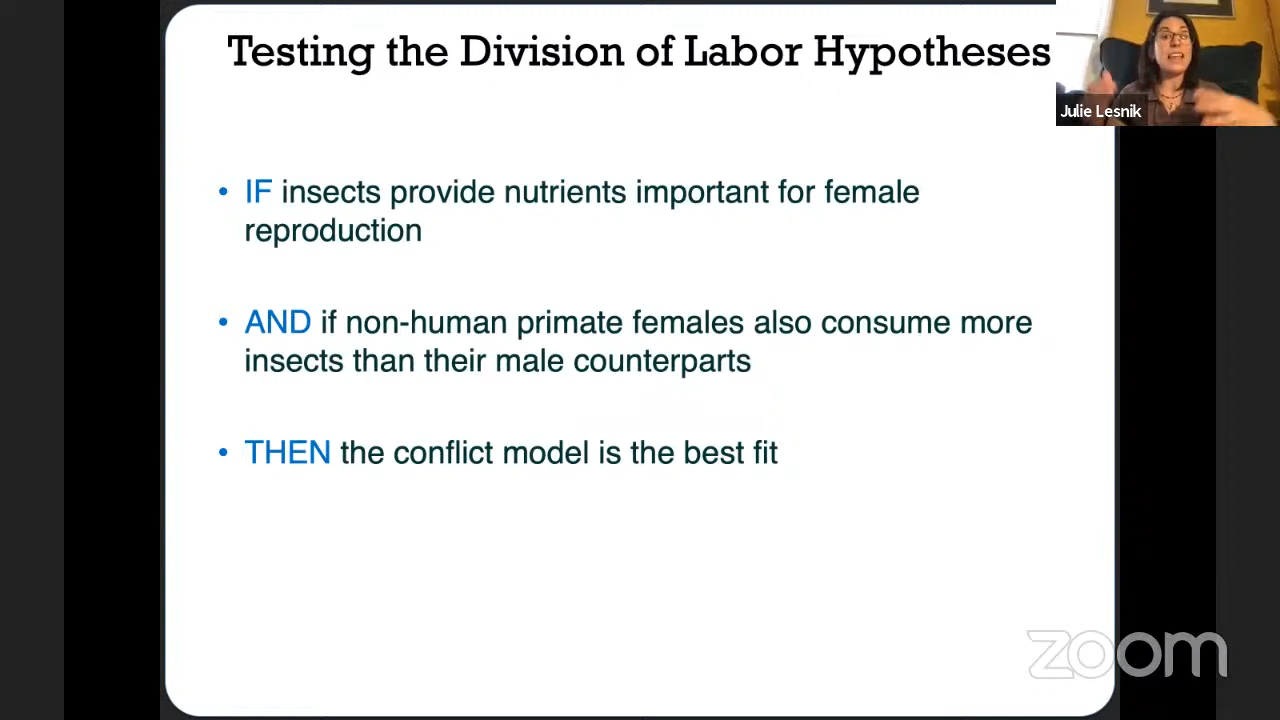 Testing the Division of Labor Hypotheses
Julie Lesnik
• IF insects provide nutrients important for female
reproduction
• AND if non-human primate females also consume more
insects than their male counterparts
• THEN the conflict model is the best fit
zoom